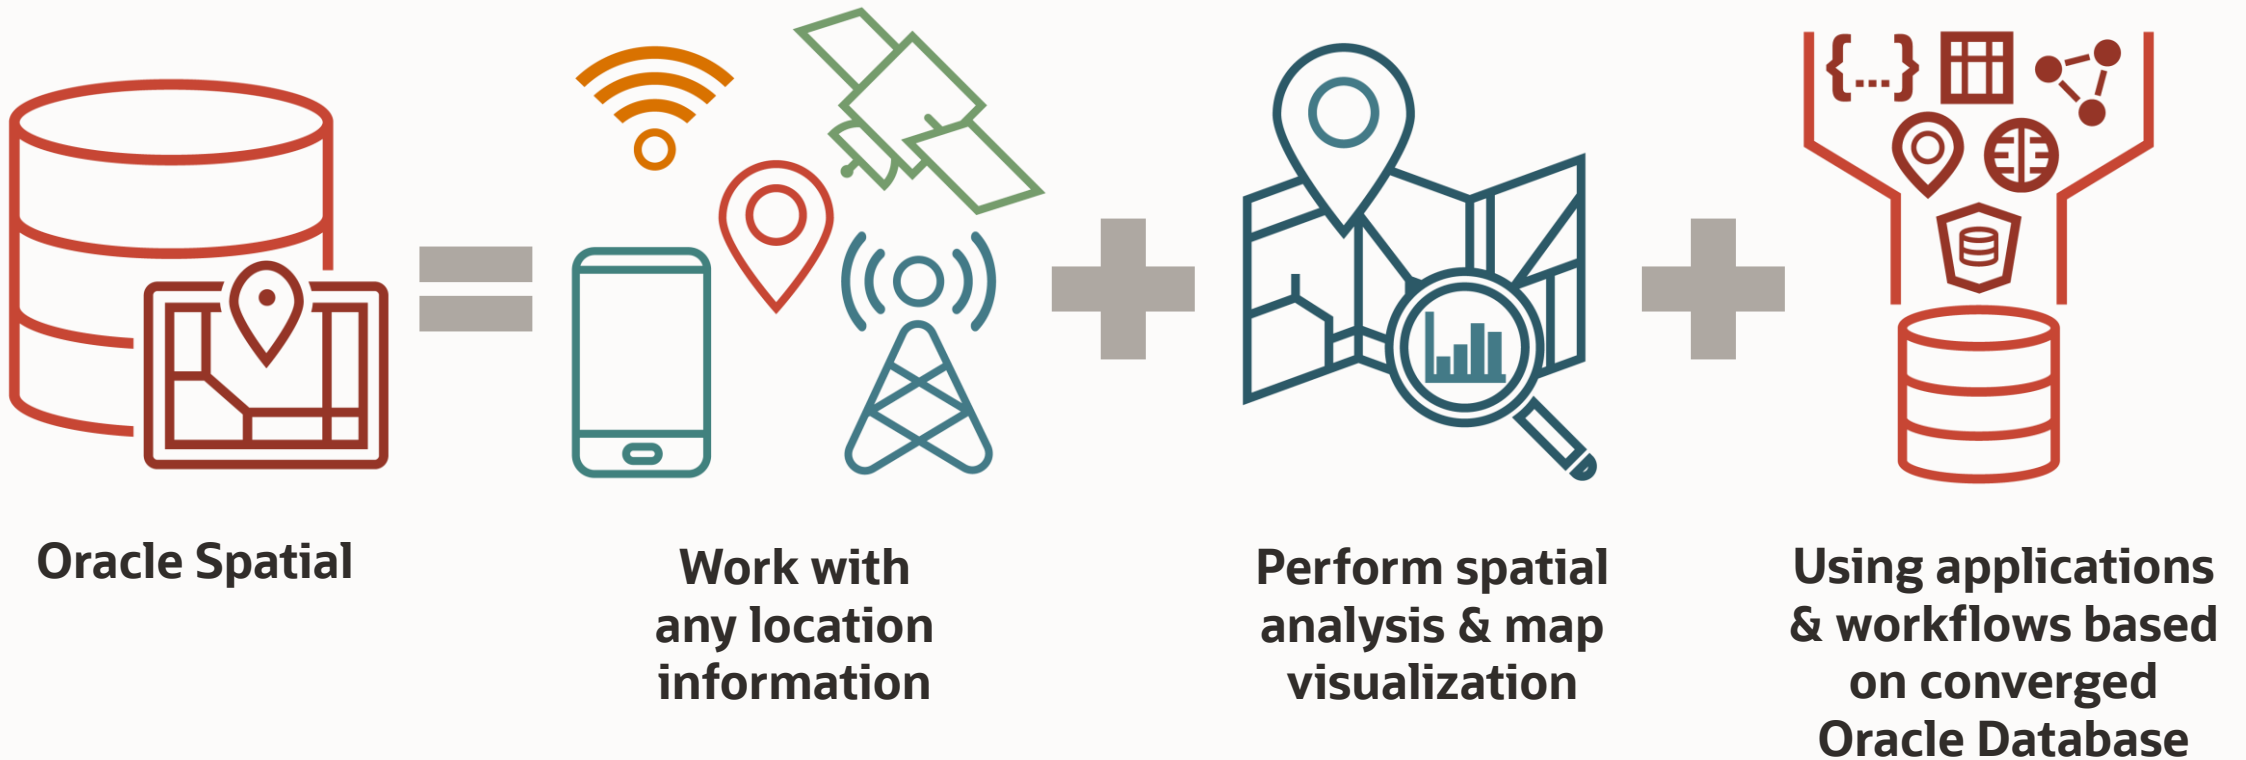 {...}
Oracle Spatial
Work with
any location
information
Perform spatial
analysis & map
visualization
Using applications
& workflows based
on converged
Oracle Database